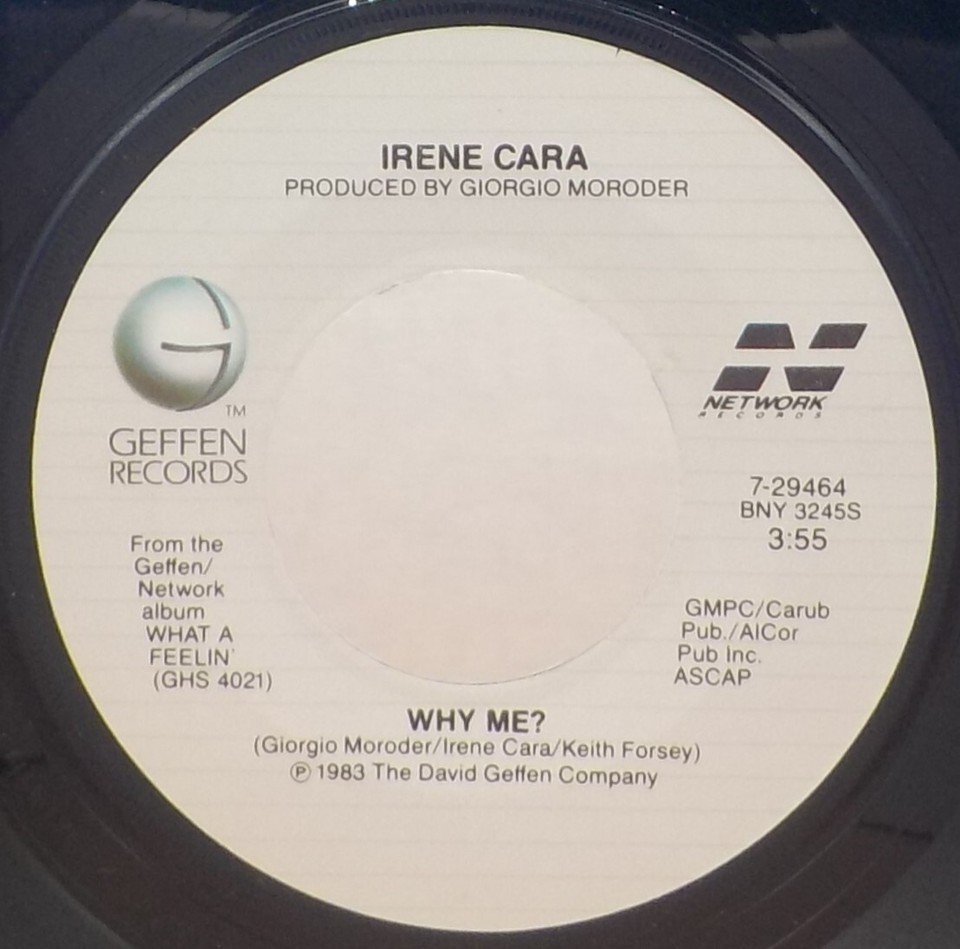 IRENE CARA
PRODUCED BY GIORGIO MORODER
TM
GEFFEN
RECORDS
NETWORK
RECORDS
7-29464
BNY 3245S
3:55
From the
Geffen/
Network
album
WHAT A
FEELIN'
(GHS 4021)
GMPC/Carub
Pub./AlCor
Pub Inc.
ASCAP
WHY ME?
(Giorgio Moroder/Irene Cara/Keith Forsey)
℗ 1983 The David Geffen Company